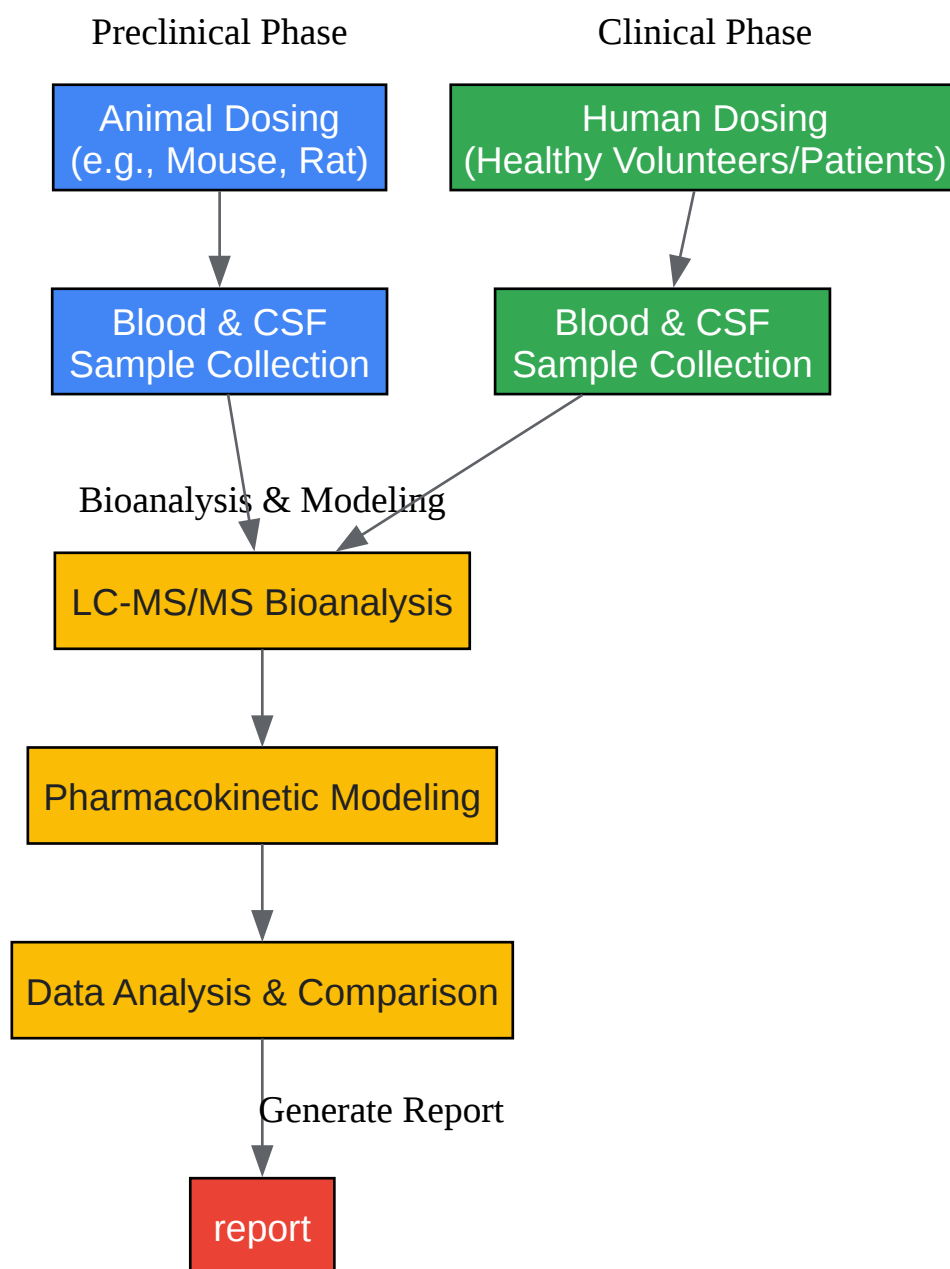 Preclinical Phase
Clinical Phase
Animal Dosing
(e.g., Mouse, Rat)
Human Dosing
(Healthy Volunteers/Patients)
Blood & CSF
Sample Collection
Blood & CSF
Sample Collection
Bioanalysis & Modeling
LC-MS/MS Bioanalysis
Pharmacokinetic Modeling
Data Analysis & Comparison
Generate Report
report